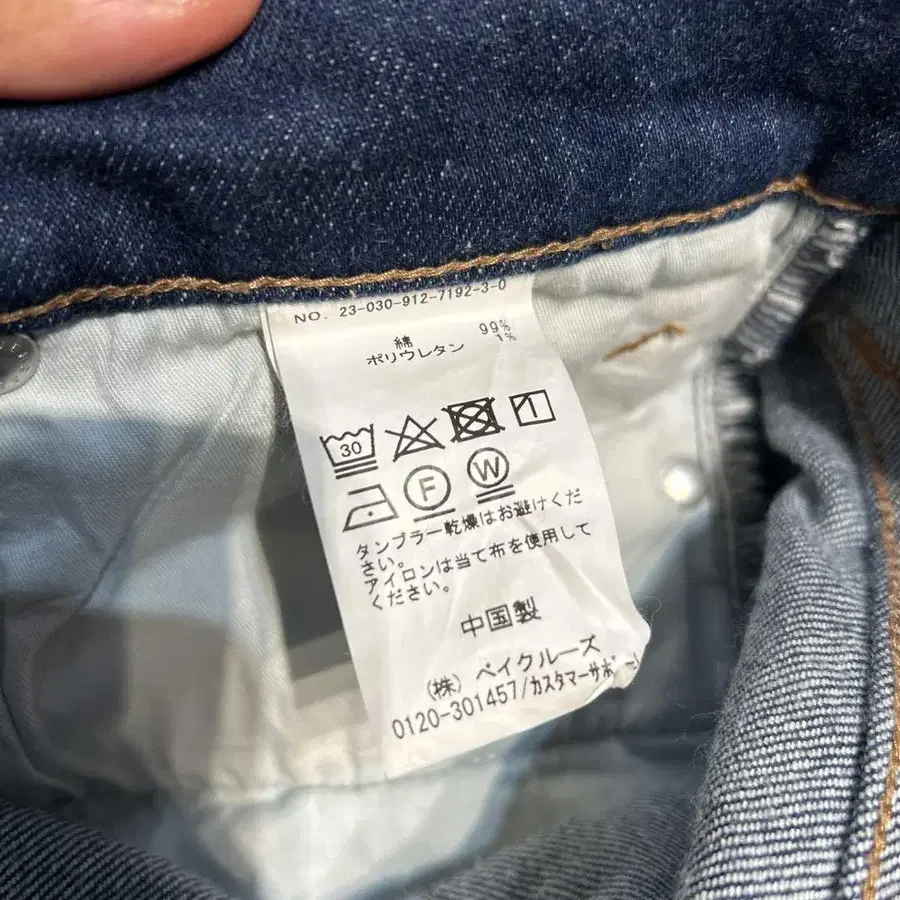 NO. 23-030-912-7192-3-0
綿 99%
ポリウレタン 1%
30
F W
タンブラー乾燥はお避けくだ
さい。
アイロンは当て布を使用して
ください。
中国製
(株) ベイクルーズ
0120-301457/カスタマーサポート